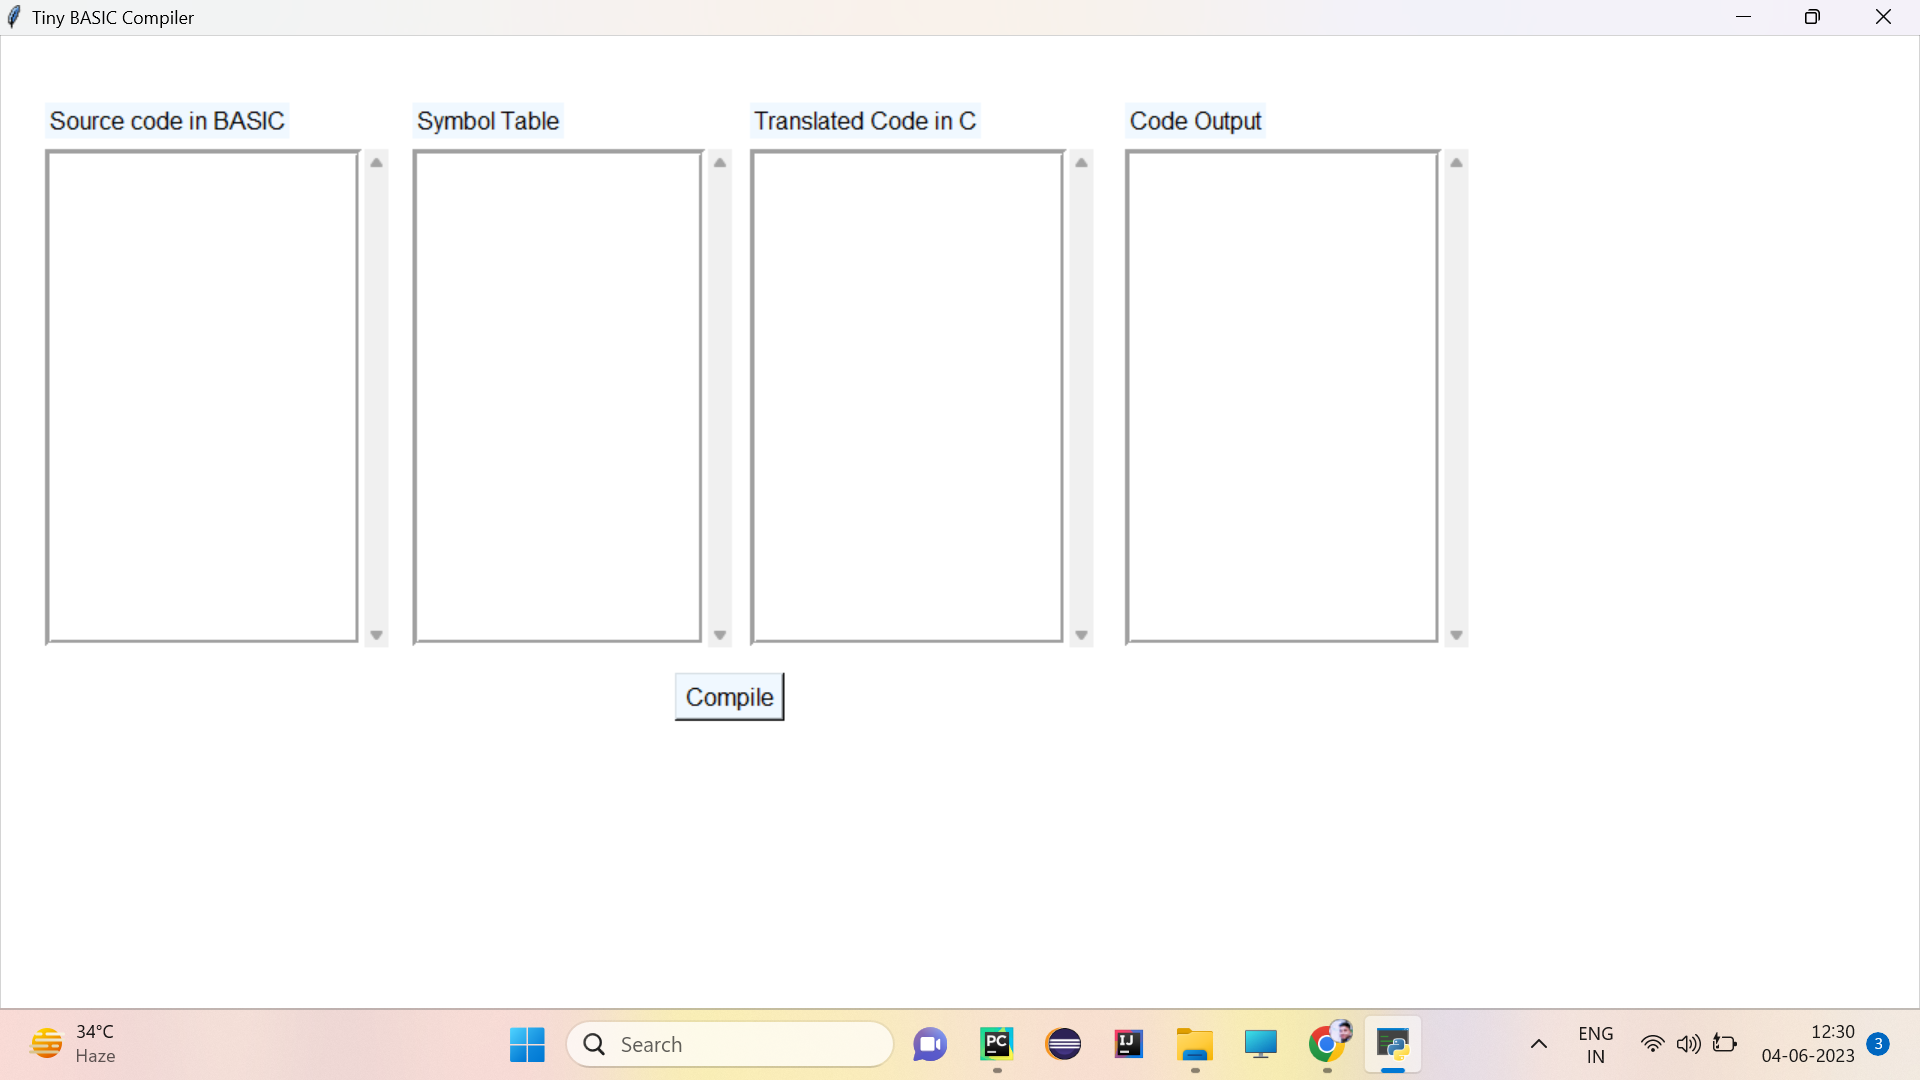 Tiny BASIC Compiler
Source code in BASIC
Symbol Table
Translated Code in C
Code Output
Compile
34°C
Haze
Search
PC
IJ
ENG
IN
12:30
04-06-2023
3